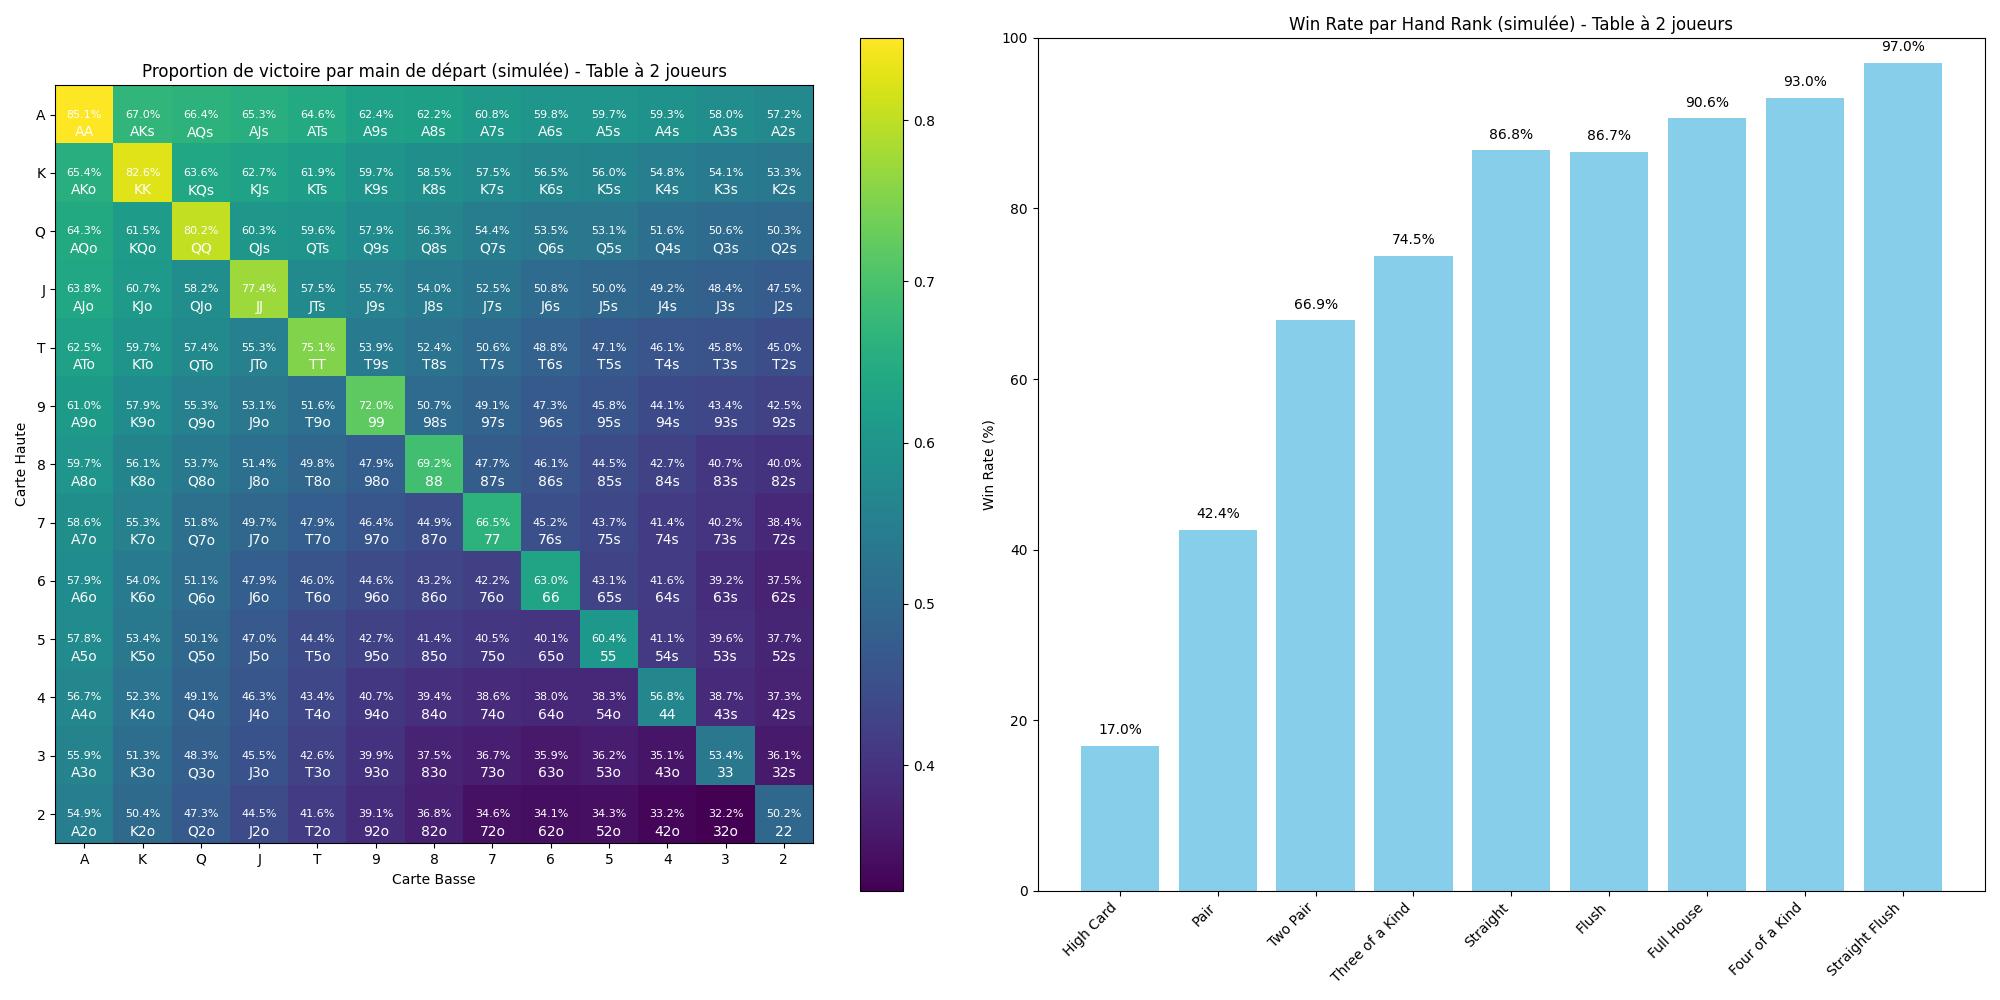 Proportion de victoire par main de départ (simulée) - Table à 2 joueurs
A 85.1% 67.0% 66.4% 65.3% 64.6% 62.4% 62.2% 60.8% 59.8% 59.7% 59.3% 58.0% 57.2%
AA AKs AQs AJs ATs A9s A8s A7s A6s A5s A4s A3s A2s
K 65.4% 82.6% 63.6% 62.7% 61.9% 59.7% 58.5% 57.5% 56.5% 56.0% 54.8% 54.1% 53.3%
AKo KK KQs KJs KTs K9s K8s K7s K6s K5s K4s K3s K2s
Q 64.3% 61.5% 80.2% 60.3% 59.6% 57.9% 56.3% 54.4% 53.5% 53.1% 51.6% 50.6% 50.3%
AQo KQo QQ QJs QTs Q9s Q8s Q7s Q6s Q5s Q4s Q3s Q2s
J 63.8% 60.7% 58.2% 77.4% 57.5% 55.7% 54.0% 52.5% 50.8% 50.0% 49.2% 48.4% 47.5%
AJo KJo QJo JJ JTs J9s J8s J7s J6s J5s J4s J3s J2s
T 62.5% 59.7% 57.4% 55.3% 75.1% 53.9% 52.4% 50.6% 48.8% 47.1% 46.1% 45.8% 45.0%
ATo KTo QTo JTo TT T9s T8s T7s T6s T5s T4s T3s T2s
9 61.0% 57.9% 55.3% 53.1% 51.6% 72.0% 50.7% 49.1% 47.3% 45.8% 44.1% 43.4% 42.5%
A9o K9o Q9o J9o T9o 99 98s 97s 96s 95s 94s 93s 92s
8 59.7% 56.1% 53.7% 51.4% 49.8% 47.9% 69.2% 47.7% 46.1% 44.5% 42.7% 40.7% 40.0%
A8o K8o Q8o J8o T8o 98o 88 87s 86s 85s 84s 83s 82s
7 58.6% 55.3% 51.8% 49.7% 47.9% 46.4% 44.9% 66.5% 45.2% 43.7% 41.4% 40.2% 38.4%
A7o K7o Q7o J7o T7o 97o 87o 77 76s 75s 74s 73s 72s
6 57.9% 54.0% 51.1% 47.9% 46.0% 44.6% 43.2% 42.2% 63.0% 43.1% 41.6% 39.2% 37.5%
A6o K6o Q6o J6o T6o 96o 86o 76o 66 65s 64s 63s 62s
5 57.8% 53.4% 50.1% 47.0% 44.4% 42.7% 41.4% 40.5% 40.1% 60.4% 41.1% 39.6% 37.7%
A5o K5o Q5o J5o T5o 95o 85o 75o 65o 55 54s 53s 52s
4 56.7% 52.3% 49.1% 46.3% 43.4% 40.7% 39.4% 38.6% 38.0% 38.3% 56.8% 38.7% 37.3%
A4o K4o Q4o J4o T4o 94o 84o 74o 64o 54o 44 43s 42s
3 55.9% 51.3% 48.3% 45.5% 42.6% 39.9% 37.5% 36.7% 35.9% 36.2% 35.1% 53.4% 36.1%
A3o K3o Q3o J3o T3o 93o 83o 73o 63o 53o 43o 33 32s
2 54.9% 50.4% 47.3% 44.5% 41.6% 39.1% 36.8% 34.6% 34.1% 34.3% 33.2% 32.2% 50.2%
A2o K2o Q2o J2o T2o 92o 82o 72o 62o 52o 42o 32o 22
A K Q J T 9 8 7 6 5 4 3 2
Carte Basse
Carte Haute
0.8
0.7
0.6
0.5
0.4
Win Rate par Hand Rank (simulée) - Table à 2 joueurs
100
80
60
40
20
0
Win Rate (%)
17.0%
42.4%
66.9%
74.5%
86.8%
86.7%
90.6%
93.0%
97.0%
High Card
Pair
Two Pair
Three of a Kind
Straight
Flush
Full House
Four of a Kind
Straight Flush